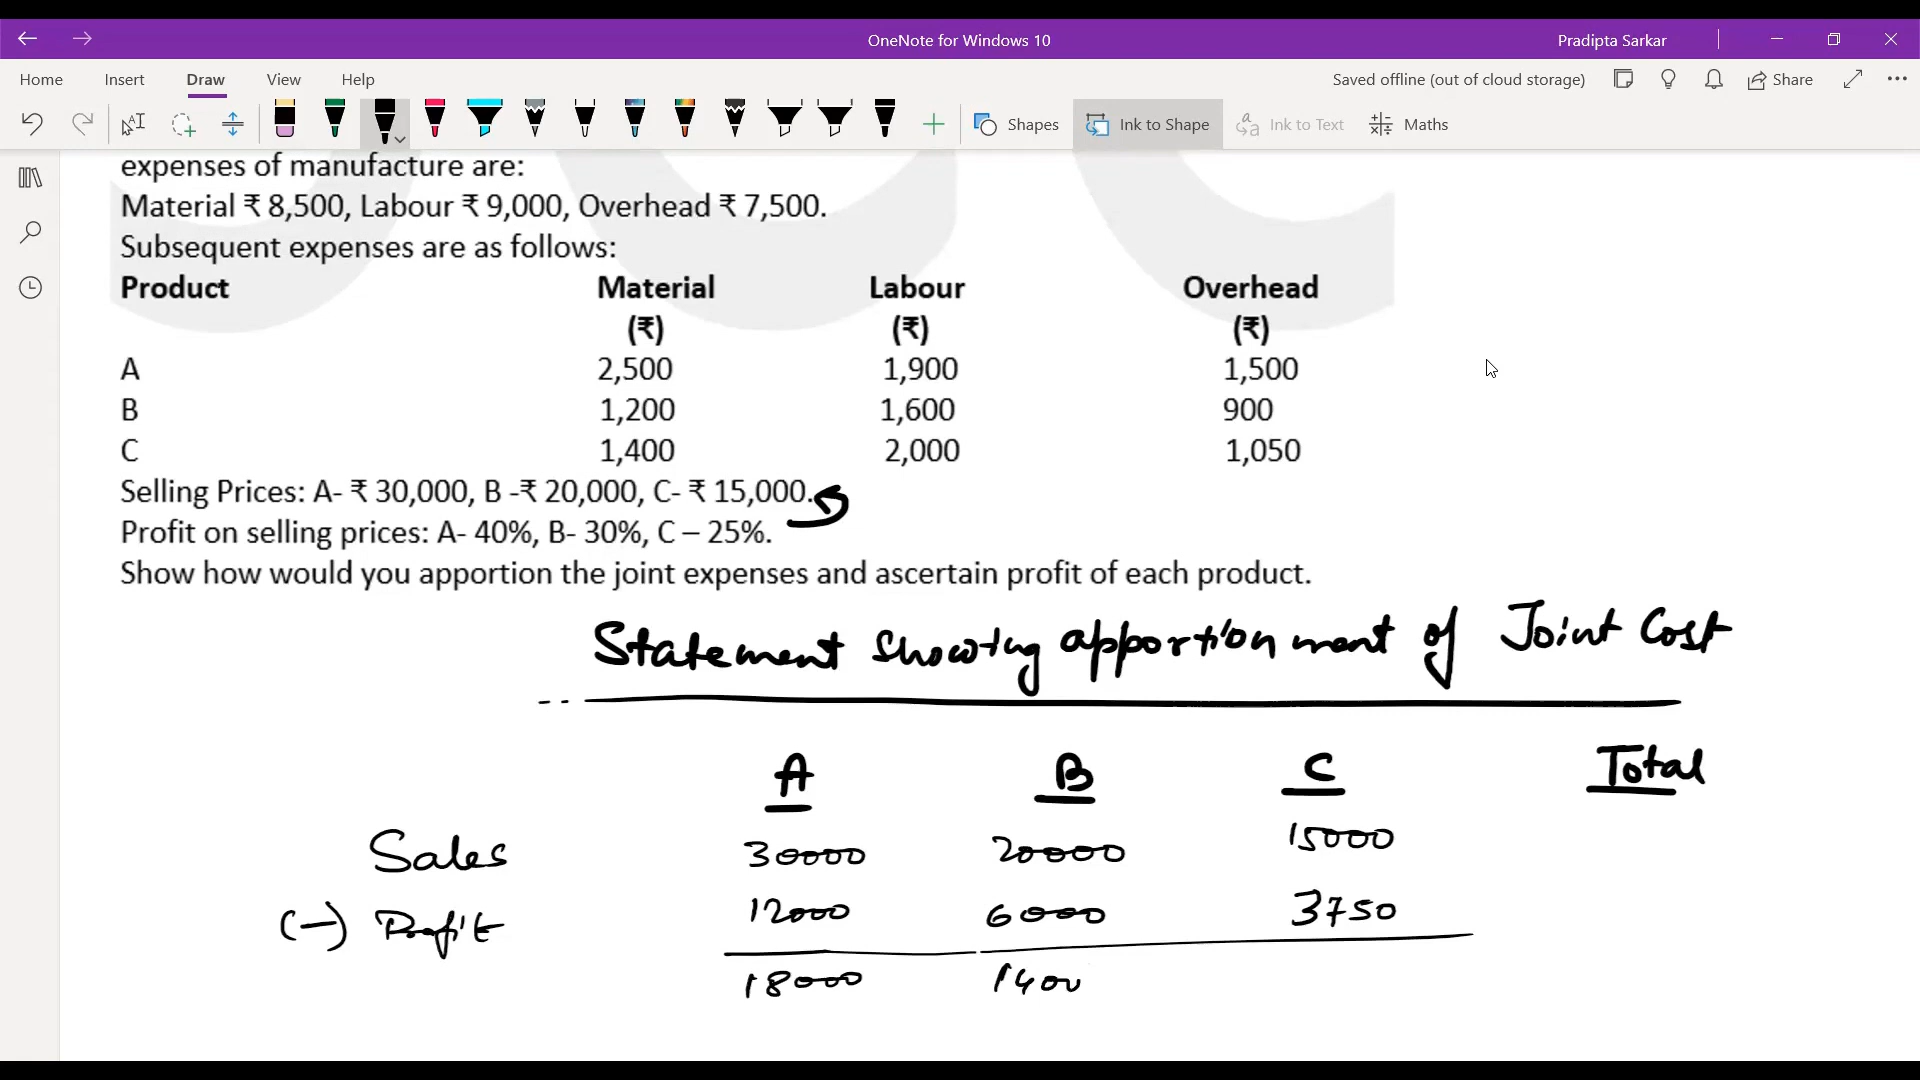 OneNote for Windows 10
Pradipta Sarkar
Home Insert Draw View Help
Saved offline (out of cloud storage)
Share
Shapes
Ink to Shape
Ink to Text
Maths
expenses of manufacture are:
Material ₹ 8,500, Labour ₹ 9,000, Overhead ₹ 7,500.
Subsequent expenses are as follows:
Product Material Labour Overhead
(₹) (₹) (₹)
A 2,500 1,900 1,500
B 1,200 1,600 900
C 1,400 2,000 1,050
Selling Prices: A- ₹ 30,000, B -₹ 20,000, C- ₹ 15,000.
Profit on selling prices: A- 40%, B- 30%, C – 25%.
Show how would you apportion the joint expenses and ascertain profit of each product.
Statement showing apportionment of Joint Cost
A B C Total
Sales 30000 20000 15000
(-) Profit 12000 6000 3750
18000 1400